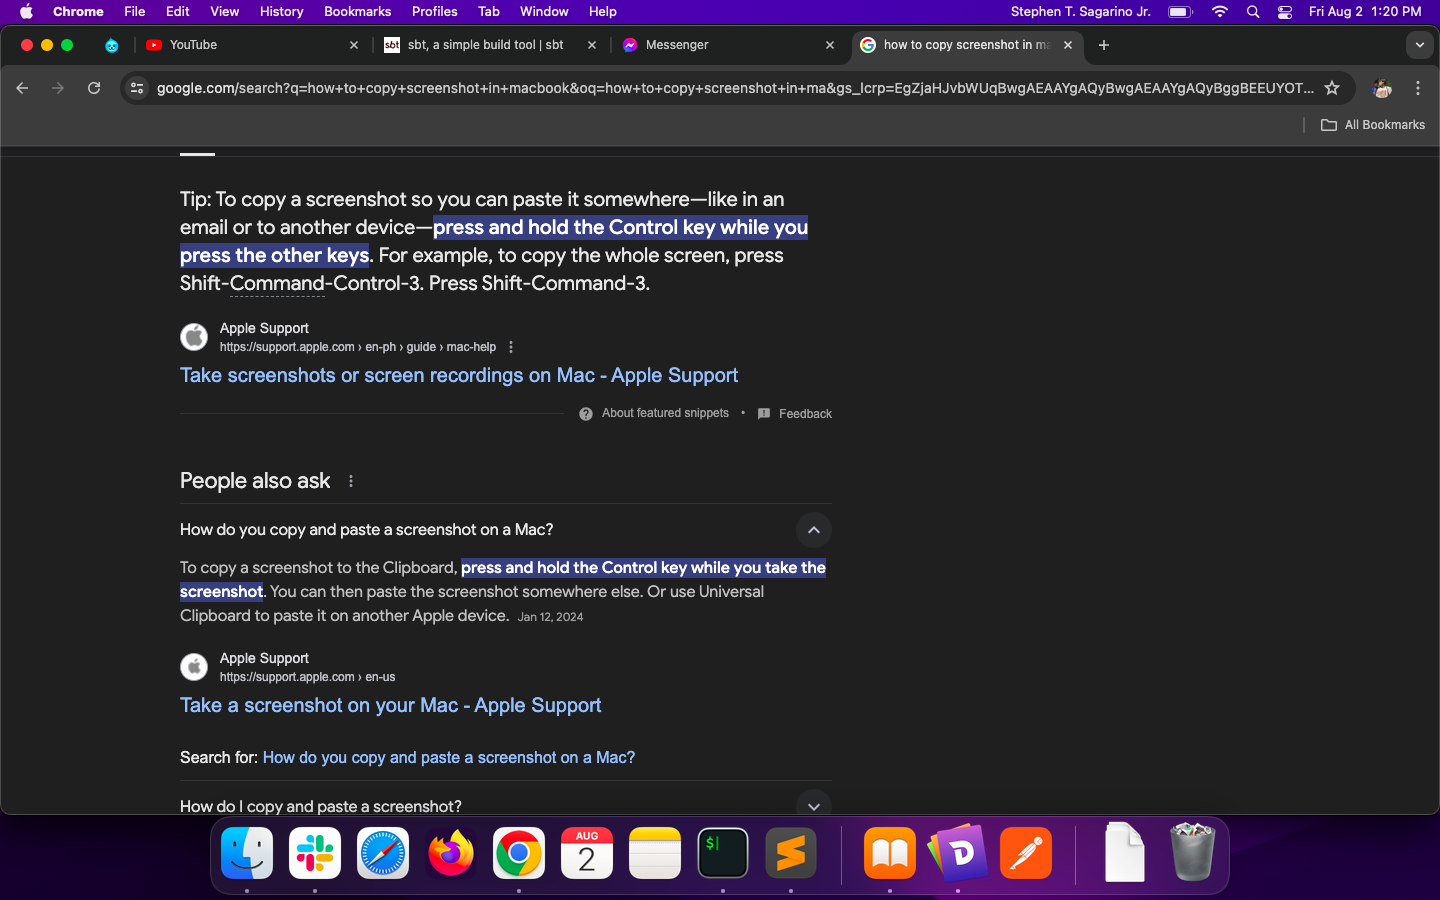 Chrome File Edit View History Bookmarks Profiles Tab Window Help Stephen T. Sagarino Jr. Fri Aug 2 1:20 PM
YouTube sbt sbt, a simple build tool | sbt Messenger how to copy screenshot in ma
google.com/search?q=how+to+copy+screenshot+in+macbook&oq=how+to+copy+screenshot+in+ma&gs_lcrp=EgZjaHJvbWUqBwgAEAAYgAQyBwgAEAAYgAQyBggBEEUYOT...
All Bookmarks
Tip: To copy a screenshot so you can paste it somewhere—like in an
email or to another device—press and hold the Control key while you
press the other keys. For example, to copy the whole screen, press
Shift-Command-Control-3. Press Shift-Command-3.
Apple Support
https://support.apple.com › en-ph › guide › mac-help
Take screenshots or screen recordings on Mac - Apple Support
About featured snippets • Feedback
People also ask
How do you copy and paste a screenshot on a Mac?
To copy a screenshot to the Clipboard, press and hold the Control key while you take the
screenshot. You can then paste the screenshot somewhere else. Or use Universal
Clipboard to paste it on another Apple device. Jan 12, 2024
Apple Support
https://support.apple.com › en-us
Take a screenshot on your Mac - Apple Support
Search for: How do you copy and paste a screenshot on a Mac?
How do I copy and paste a screenshot?
AUG
2
$
D